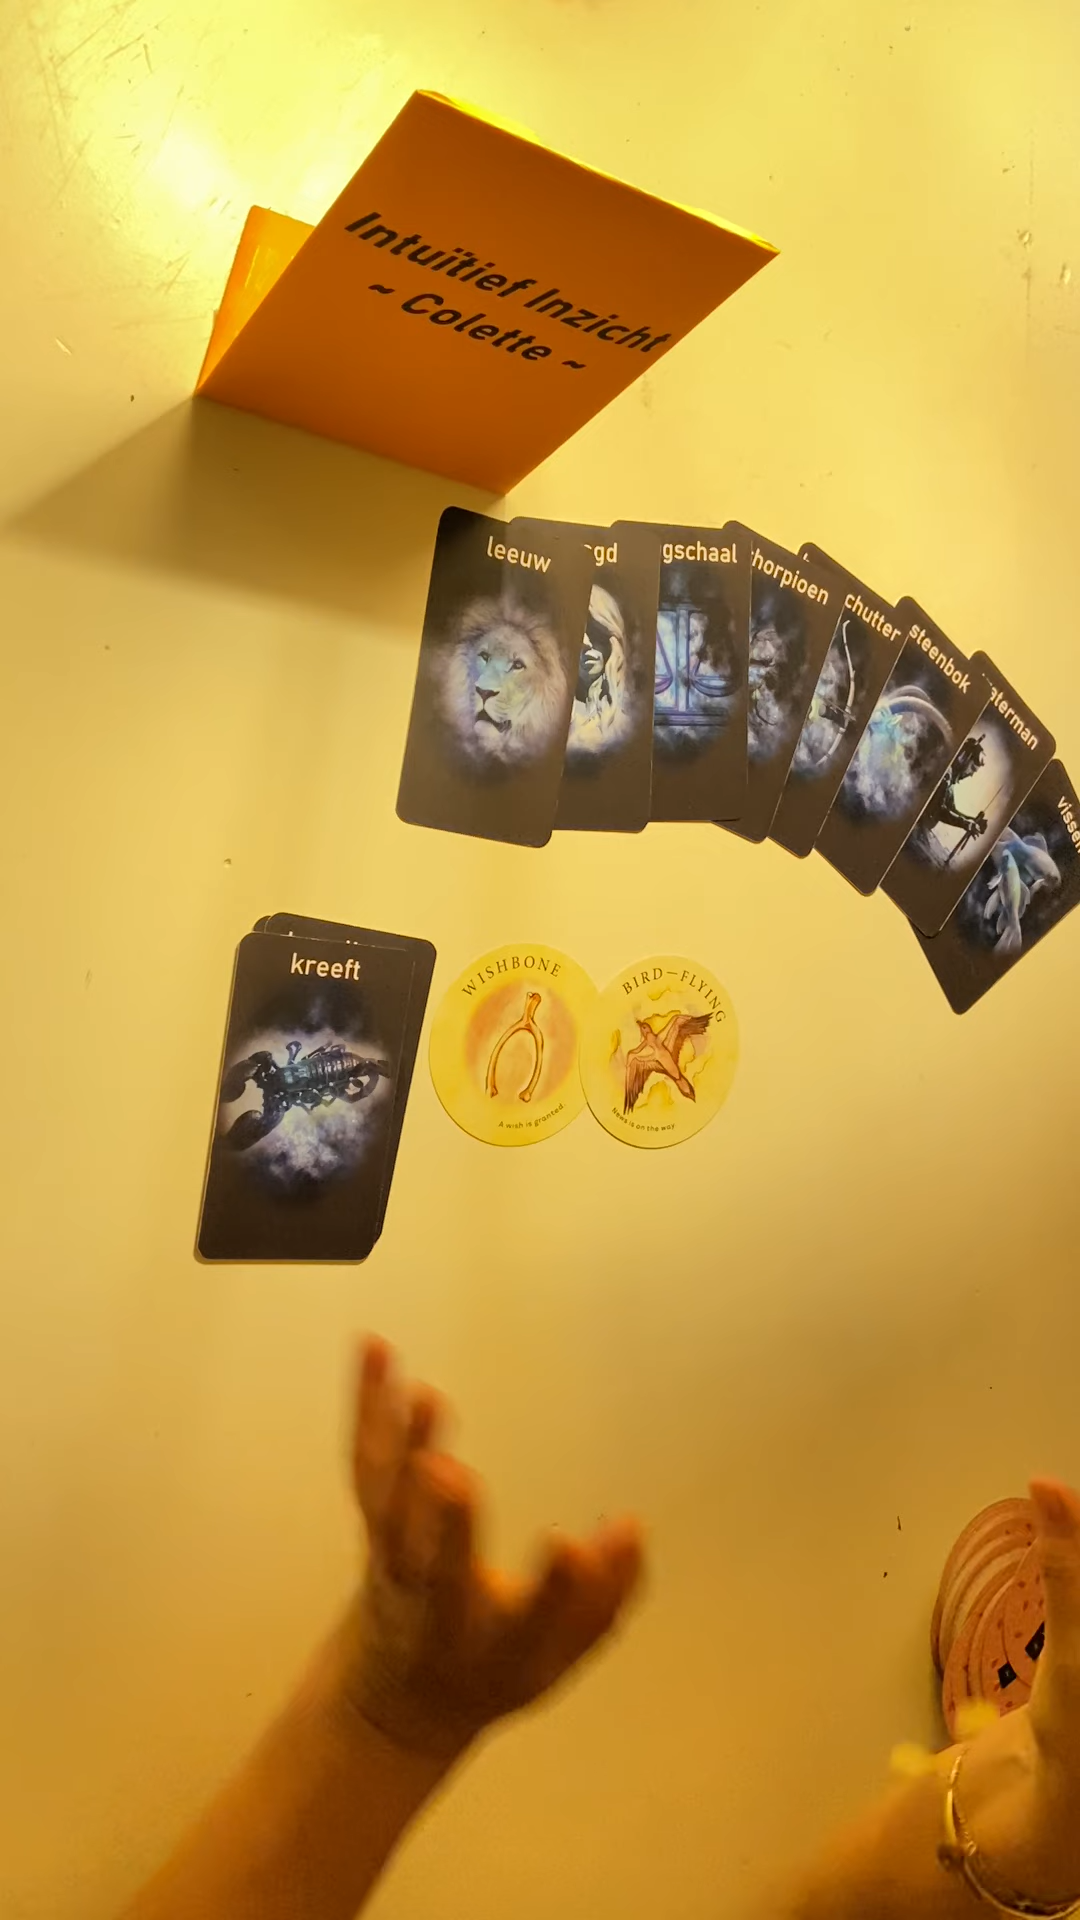 Intuïtief Inzicht
~ Colette ~
leeuw
gd
gschaal
horpioen
chutter
steenbok
aterman
vissen
kreeft
WISHBONE
A wish is granted.
BIRD–FLYING
News is on the way